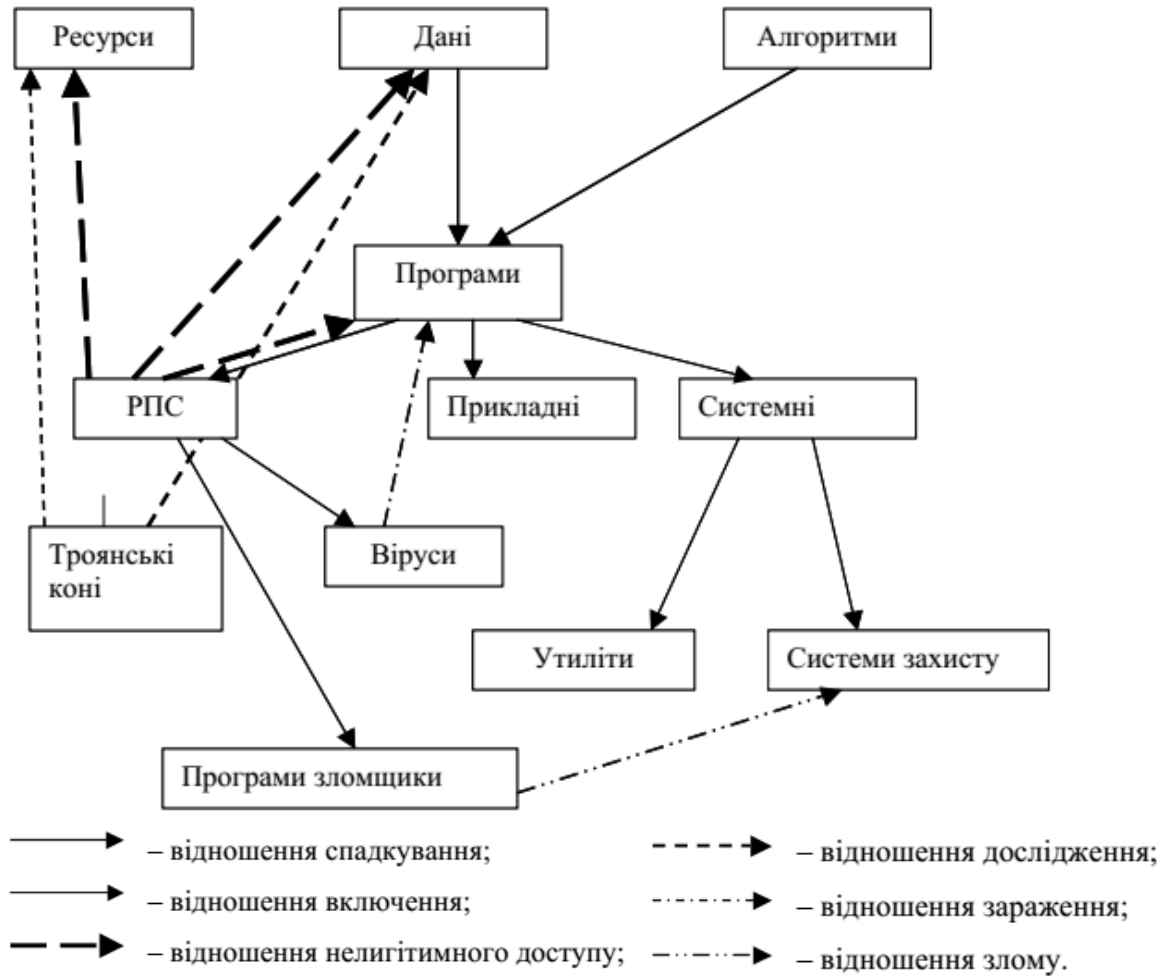 Ресурси
Дані
Алгоритми
Програми
РПС
Прикладні
Системні
Троянські
коні
Віруси
Утиліти
Системи захисту
Програми зломщики
– відношення спадкування;
– відношення дослідження;
– відношення включення;
– відношення зараження;
– відношення нелигітимного доступу;
– відношення злому.